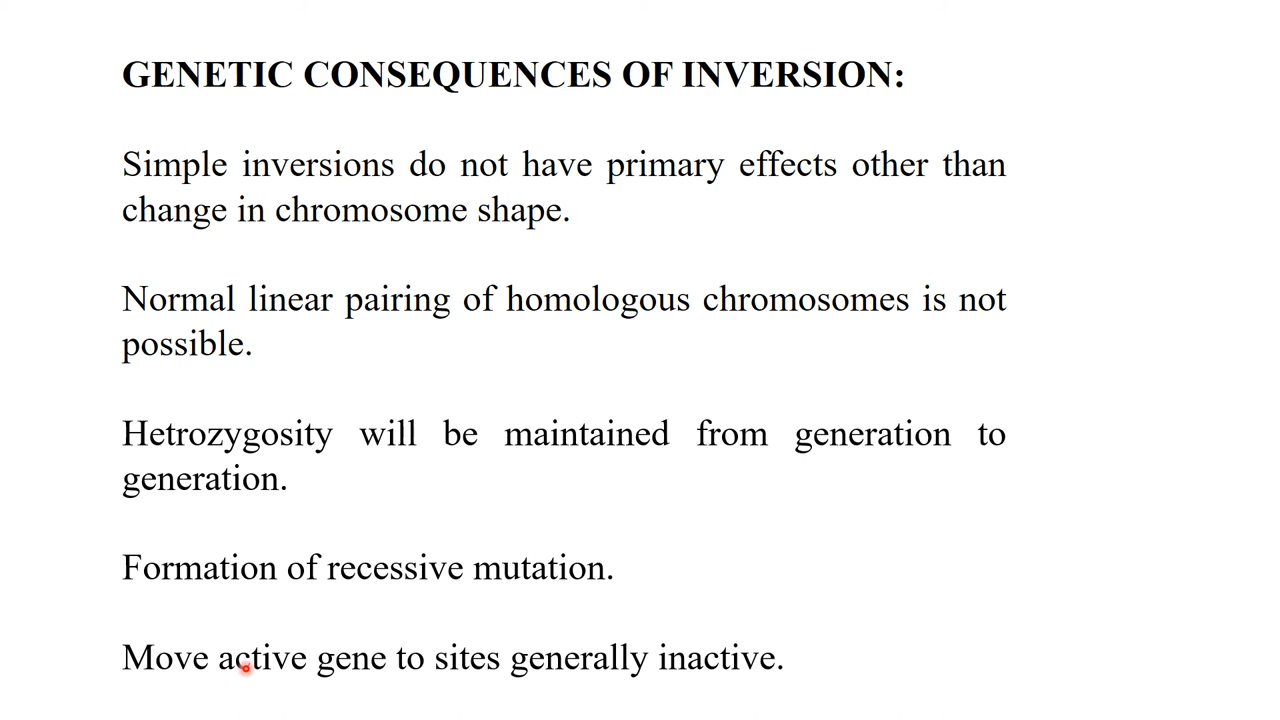 GENETIC CONSEQUENCES OF INVERSION:
Simple inversions do not have primary effects other than
change in chromosome shape.
Normal linear pairing of homologous chromosomes is not
possible.
Hetrozygosity will be maintained from generation to
generation.
Formation of recessive mutation.
Move active gene to sites generally inactive.